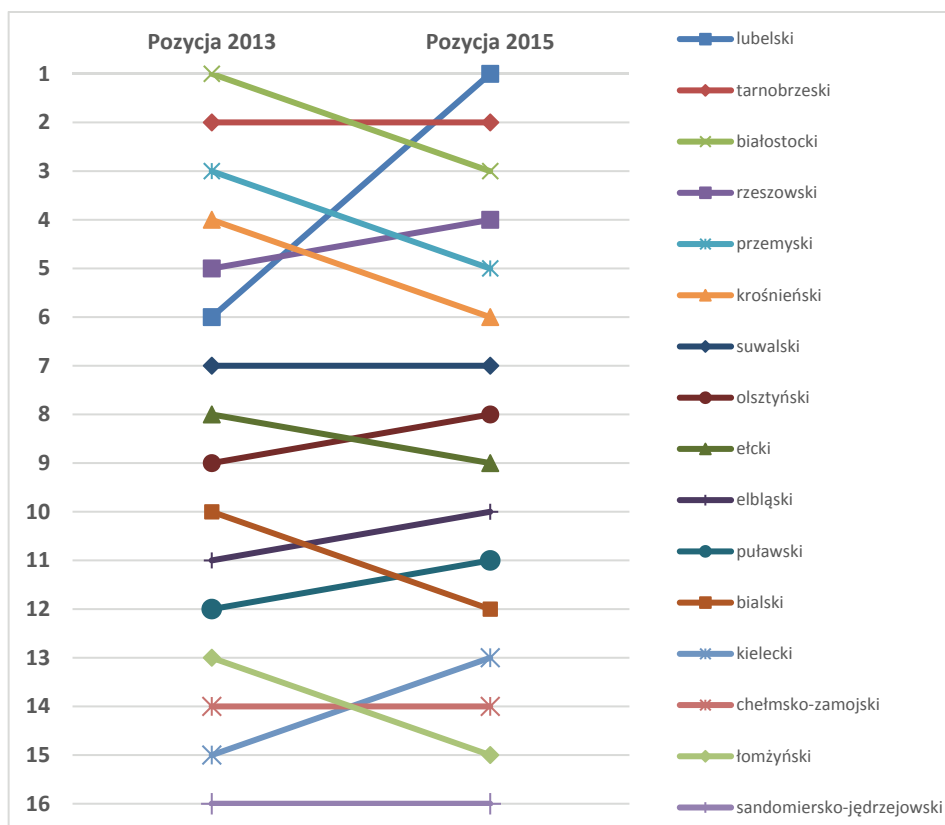 Pozycja 2013
Pozycja 2015
1
2
3
4
5
6
7
8
9
10
11
12
13
14
15
16
lubelski
tarnobrzeski
białostocki
rzeszowski
przemyski
krośnieński
suwalski
olsztyński
ełcki
elbląski
puławski
bialski
kielecki
chełmsko-zamojski
łomżyński
sandomiersko-jędrzejowski